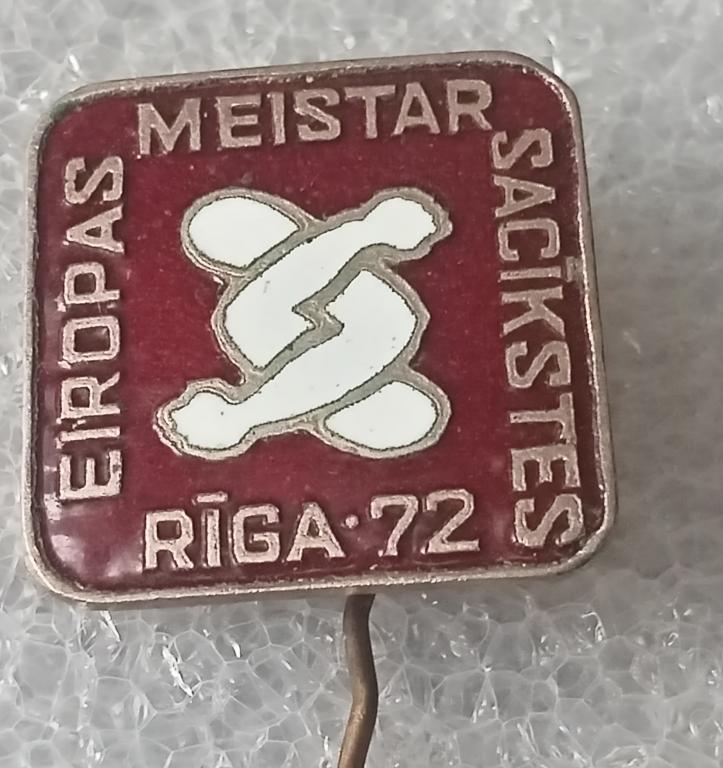 EIROPAS
MEISTAR
SACĪKSTES
RĪGA·72